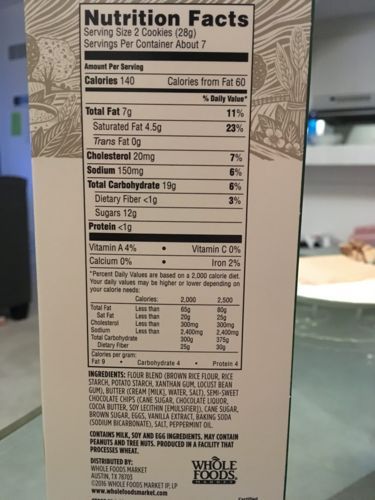 Nutrition Facts
Serving Size 2 Cookies (28g)
Servings Per Container About 7
Amount Per Serving
Calories 140 Calories from Fat 60
% Daily Value*
Total Fat 7g 11%
Saturated Fat 4.5g 23%
Trans Fat 0g
Cholesterol 20mg 7%
Sodium 150mg 6%
Total Carbohydrate 19g 6%
Dietary Fiber <1g 3%
Sugars 12g
Protein <1g
Vitamin A 4% • Vitamin C 0%
Calcium 0% • Iron 2%
*Percent Daily Values are based on a 2,000 calorie diet.
Your daily values may be higher or lower depending on
your calorie needs:
Calories: 2,000 2,500
Total Fat Less than 65g 80g
Sat Fat Less than 20g 25g
Cholesterol Less than 300mg 300mg
Sodium Less than 2,400mg 2,400mg
Total Carbohydrate 300g 375g
Dietary Fiber 25g 30g
Calories per gram:
Fat 9 • Carbohydrate 4 • Protein 4
INGREDIENTS: FLOUR BLEND (BROWN RICE FLOUR, RICE
STARCH, POTATO STARCH, XANTHAN GUM, LOCUST BEAN
GUM), BUTTER (CREAM [MILK], WATER, SALT), SEMI-SWEET
CHOCOLATE CHIPS (CANE SUGAR, CHOCOLATE LIQUOR,
COCOA BUTTER, SOY LECITHIN [EMULSIFIER]), CANE SUGAR,
BROWN SUGAR, EGGS, VANILLA EXTRACT, BAKING SODA
(SODIUM BICARBONATE), SALT, PEPPERMINT OIL.
CONTAINS MILK, SOY AND EGG INGREDIENTS. MAY CONTAIN
PEANUTS AND TREE NUTS. PRODUCED IN A FACILITY THAT
PROCESSES WHEAT.
DISTRIBUTED BY:
WHOLE FOODS MARKET
AUSTIN, TX 78703
©2016 WHOLE FOODS MARKET IP, LP
www.wholefoodsmarket.com
WHOLE
FOODS
MARKET
Certified